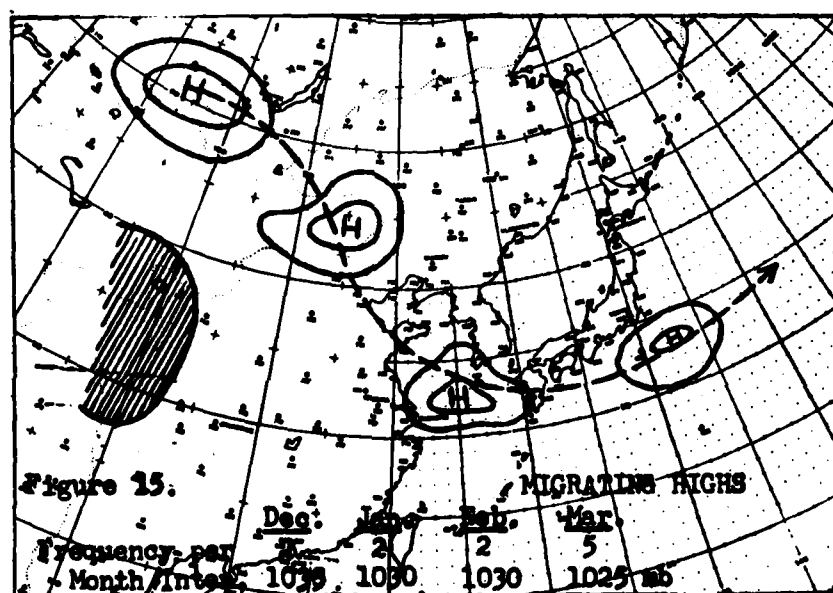 H
H
H
H
Figure 15. MIGRATING HIGHS
Dec. Jan. Feb. Mar.
Frequency per 2 2 5
Month/Inten. 1035 1030 1030 1025 mb